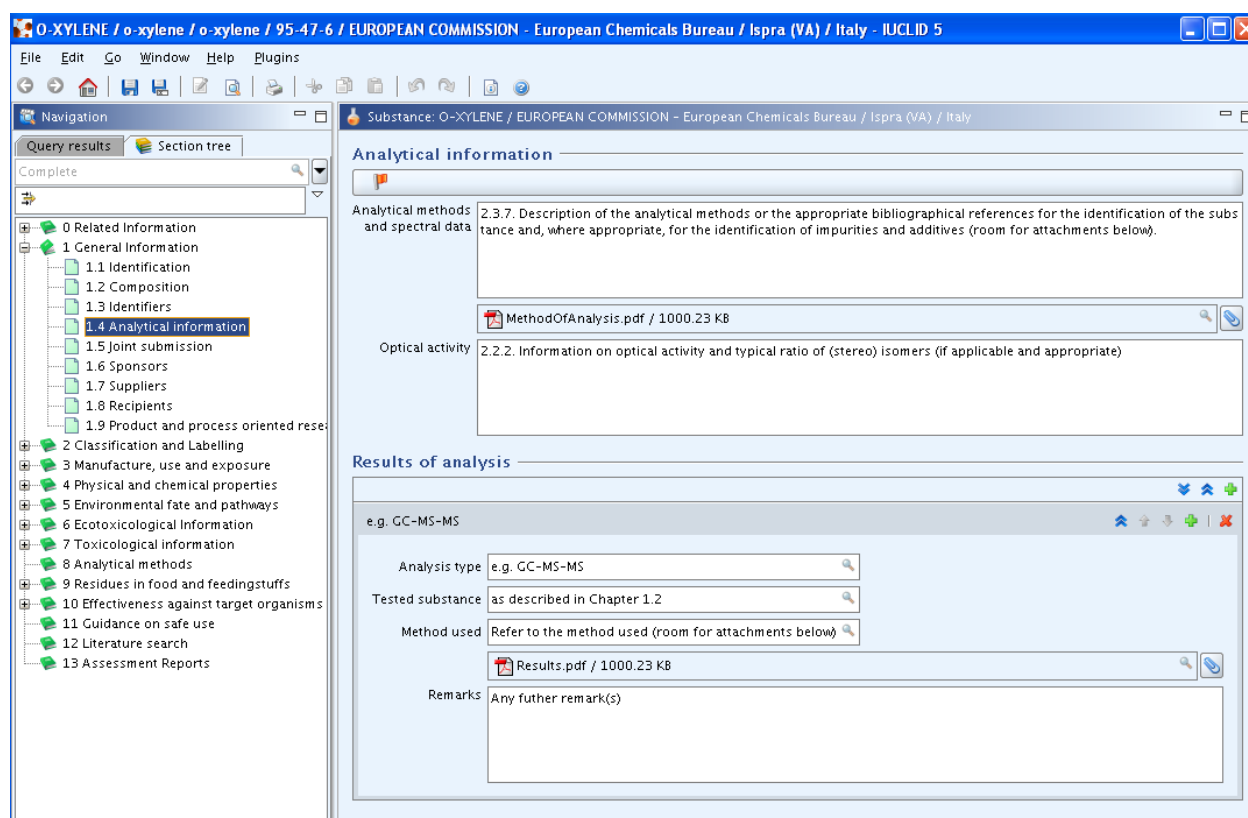 O-XYLENE / o-xylene / o-xylene / 95-47-6 / EUROPEAN COMMISSION - European Chemicals Bureau / Ispra (VA) / Italy - IUCLID 5
File Edit Go Window Help Plugins
Navigation
Query results Section tree
Complete
0 Related Information
1 General Information
1.1 Identification
1.2 Composition
1.3 Identifiers
1.4 Analytical information
1.5 Joint submission
1.6 Sponsors
1.7 Suppliers
1.8 Recipients
1.9 Product and process oriented rese
2 Classification and Labelling
3 Manufacture, use and exposure
4 Physical and chemical properties
5 Environmental fate and pathways
6 Ecotoxicological Information
7 Toxicological information
8 Analytical methods
9 Residues in food and feedingstuffs
10 Effectiveness against target organisms
11 Guidance on safe use
12 Literature search
13 Assessment Reports
Substance: O-XYLENE / EUROPEAN COMMISSION - European Chemicals Bureau / Ispra (VA) / Italy
Analytical information
Analytical methods and spectral data
2.3.7. Description of the analytical methods or the appropriate bibliographical references for the identification of the subs
tance and, where appropriate, for the identification of impurities and additives (room for attachments below).
MethodOfAnalysis.pdf / 1000.23 KB
Optical activity
2.2.2. Information on optical activity and typical ratio of (stereo) isomers (if applicable and appropriate)
Results of analysis
e.g. GC-MS-MS
Analysis type e.g. GC-MS-MS
Tested substance as described in Chapter 1.2
Method used Refer to the method used (room for attachments below)
Results.pdf / 1000.23 KB
Remarks Any futher remark(s)